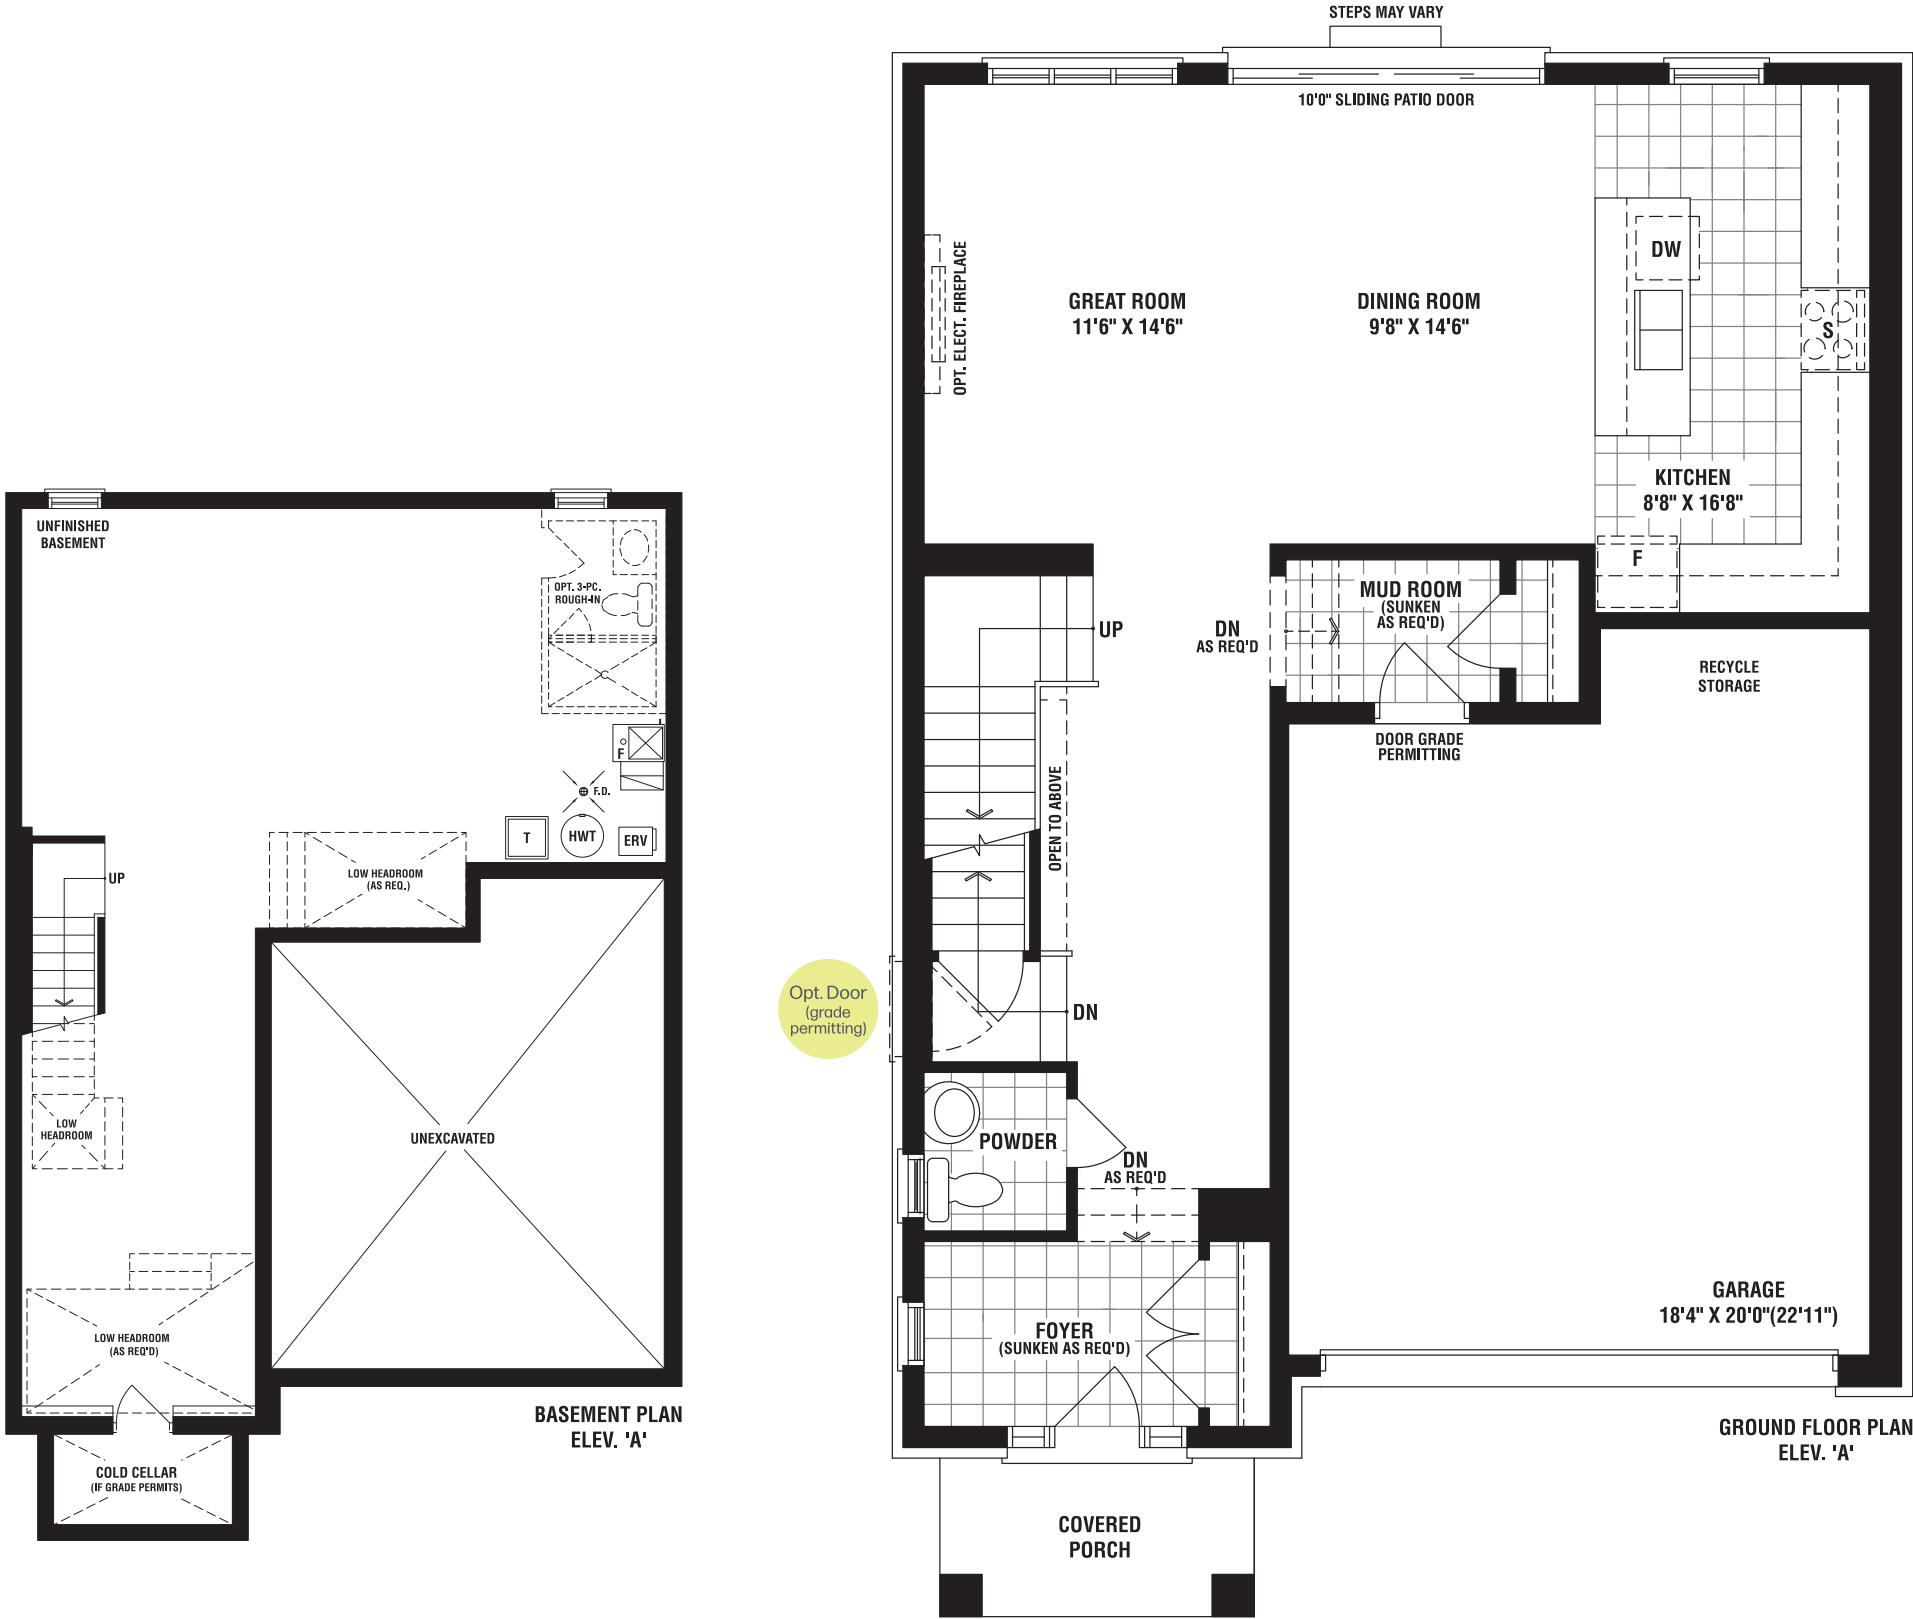 UNFINISHED
BASEMENT
OPT. 3-PC.
ROUGH-IN
F
F.D.
T
HWT
ERV
LOW HEADROOM
(AS REQ.)
UP
LOW
HEADROOM
UNEXCAVATED
LOW HEADROOM
(AS REQ'D)
COLD CELLAR
(IF GRADE PERMITS)
BASEMENT PLAN
ELEV. 'A'
STEPS MAY VARY
10'0" SLIDING PATIO DOOR
OPT. ELECT. FIREPLACE
GREAT ROOM
11'6" X 14'6"
DINING ROOM
9'8" X 14'6"
DW
S
KITCHEN
8'8" X 16'8"
F
MUD ROOM
(SUNKEN
AS REQ'D)
UP
DN
AS REQ'D
RECYCLE
STORAGE
DOOR GRADE
PERMITTING
OPEN TO ABOVE
Opt. Door
(grade
permitting)
DN
POWDER
DN
AS REQ'D
FOYER
(SUNKEN AS REQ'D)
GARAGE
18'4" X 20'0"(22'11")
GROUND FLOOR PLAN
ELEV. 'A'
COVERED
PORCH